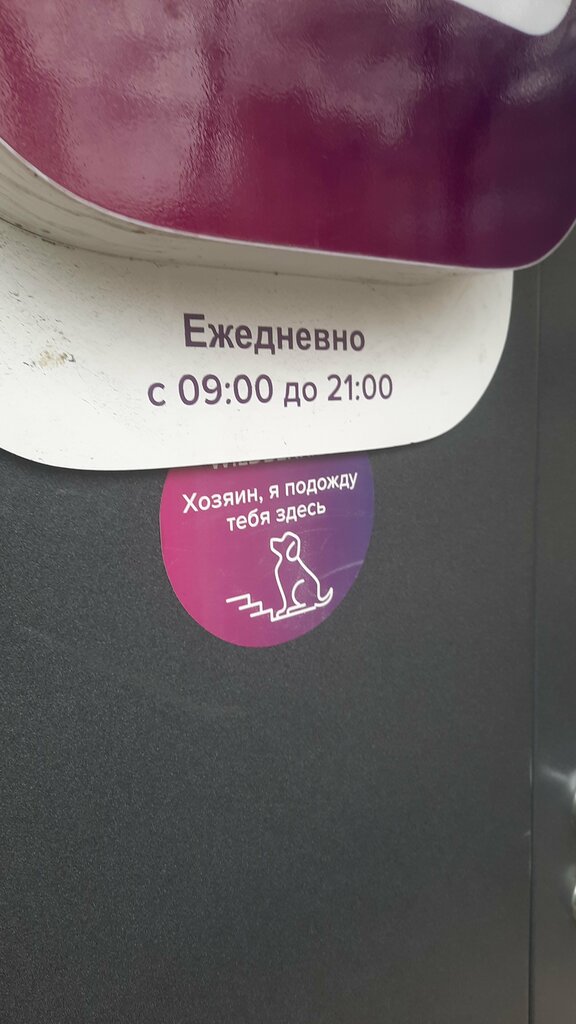 Ежедневно
с 09:00 до 21:00
Хозяин, я подожду
тебя здесь